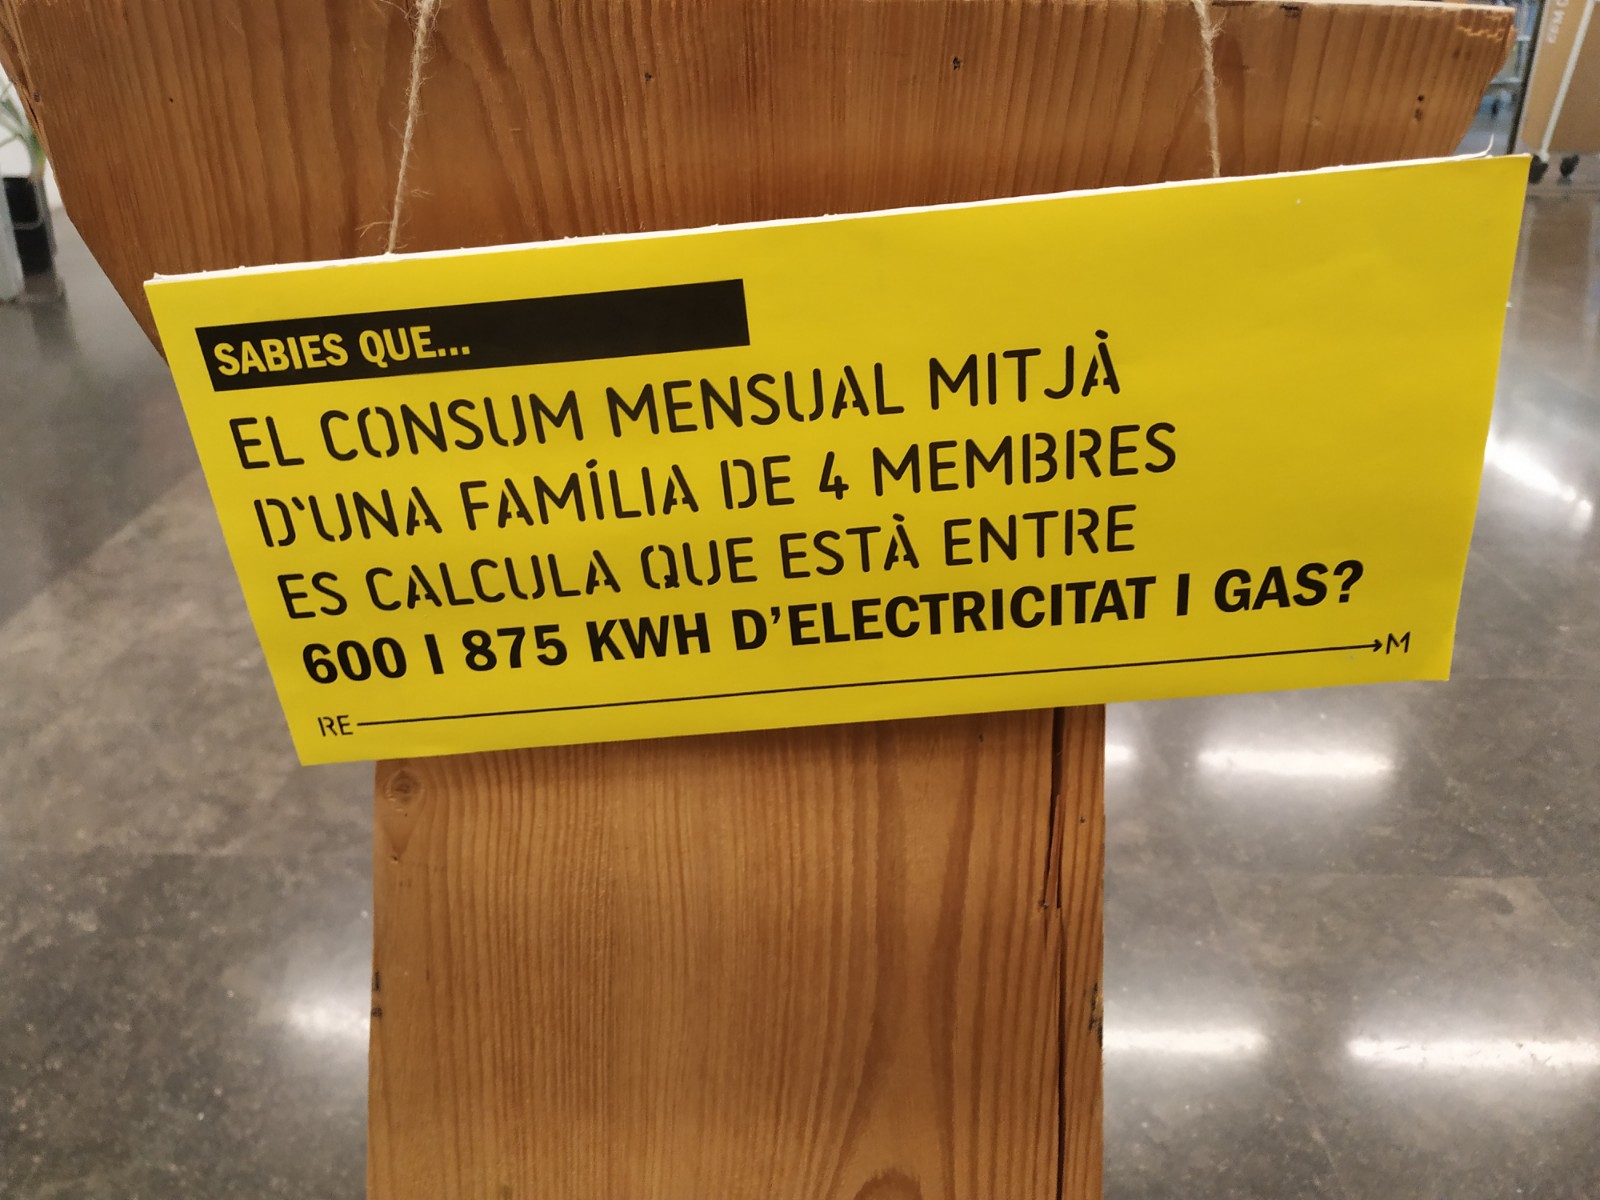 SABIES QUE...
EL CONSUM MENSUAL MITJÀ
D'UNA FAMÍLIA DE 4 MEMBRES
ES CALCULA QUE ESTÀ ENTRE
600 I 875 KWH D'ELECTRICITAT I GAS?
RE M